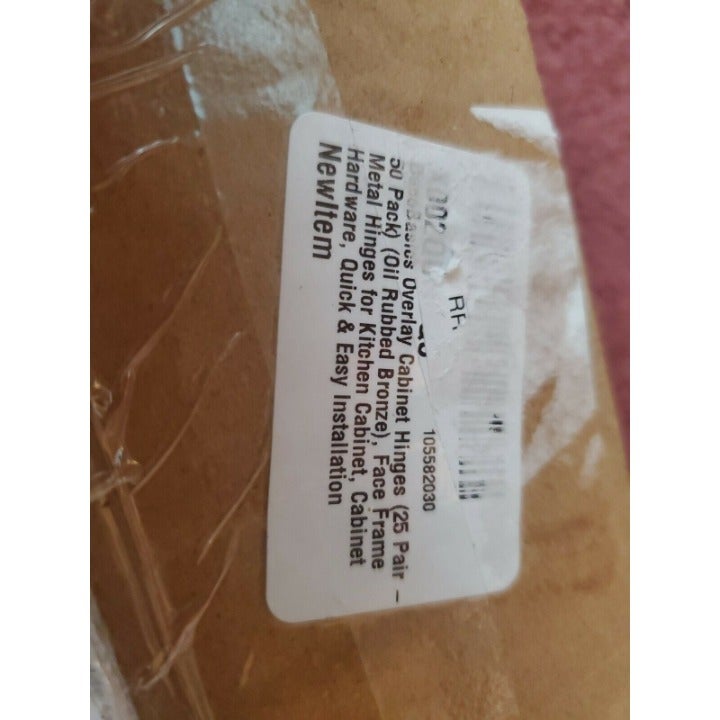 RR
105582030
Overlay Cabinet Hinges (25 Pair –
50 Pack) (Oil Rubbed Bronze), Face Frame
Metal Hinges for Kitchen Cabinet, Cabinet
Hardware, Quick & Easy Installation
NewItem